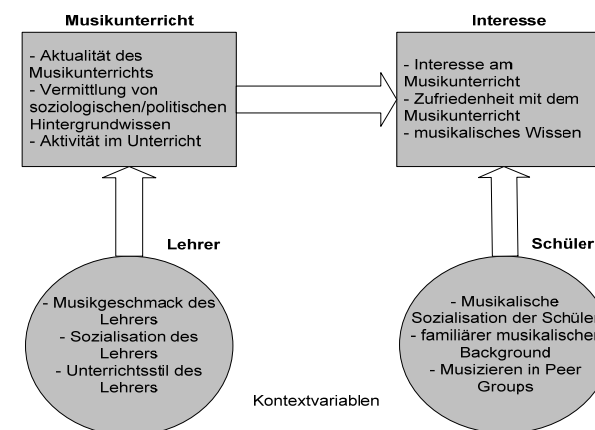 Musikunterricht
- Aktualität des
Musikunterrichts
- Vermittlung von
soziologischen/politischen
Hintergrundwissen
- Aktivität im Unterricht
Interesse
- Interesse am
Musikunterricht
- Zufriedenheit mit dem
Musikunterricht
- musikalisches Wissen
Lehrer
- Musikgeschmack des
Lehrers
- Sozialisation des
Lehrers
- Unterrichtsstil des
Lehrers
Schüler
- Musikalische
Sozialisation der Schüler
- familiärer musikalischer
Background
- Musizieren in Peer
Groups
Kontextvariablen